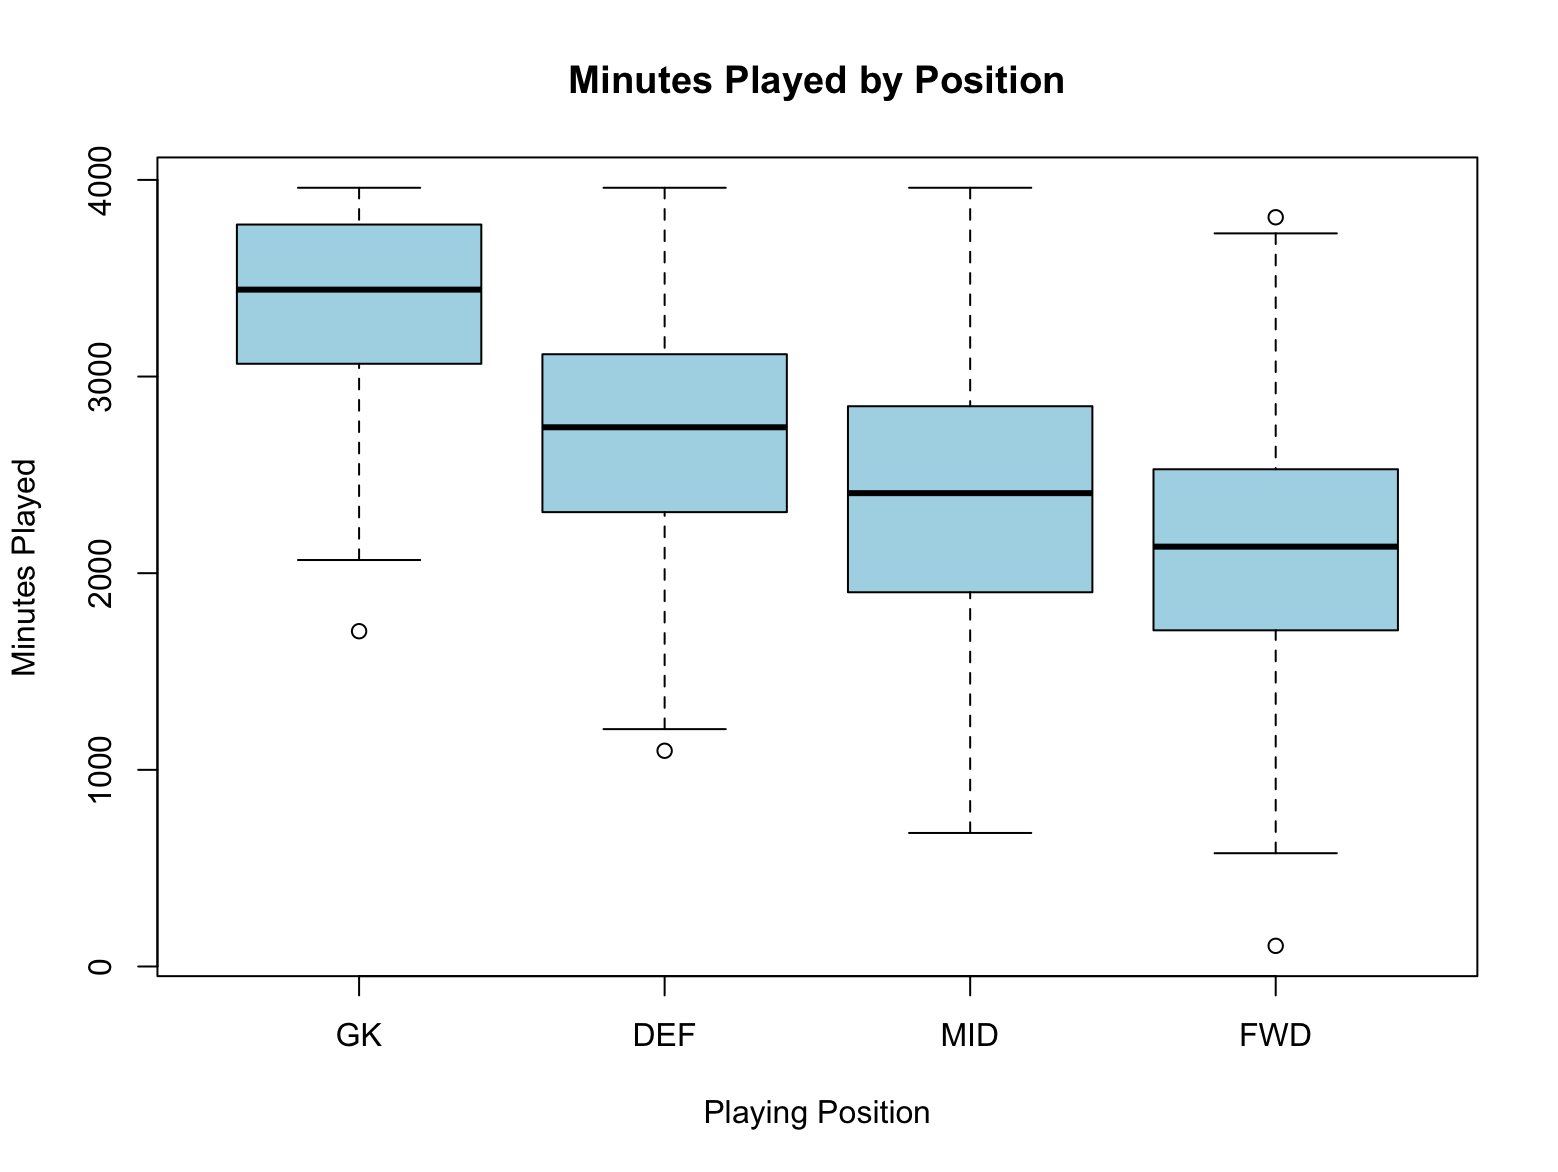 Minutes Played by Position
Minutes Played
4000
3000
2000
1000
0
GK DEF MID FWD
Playing Position